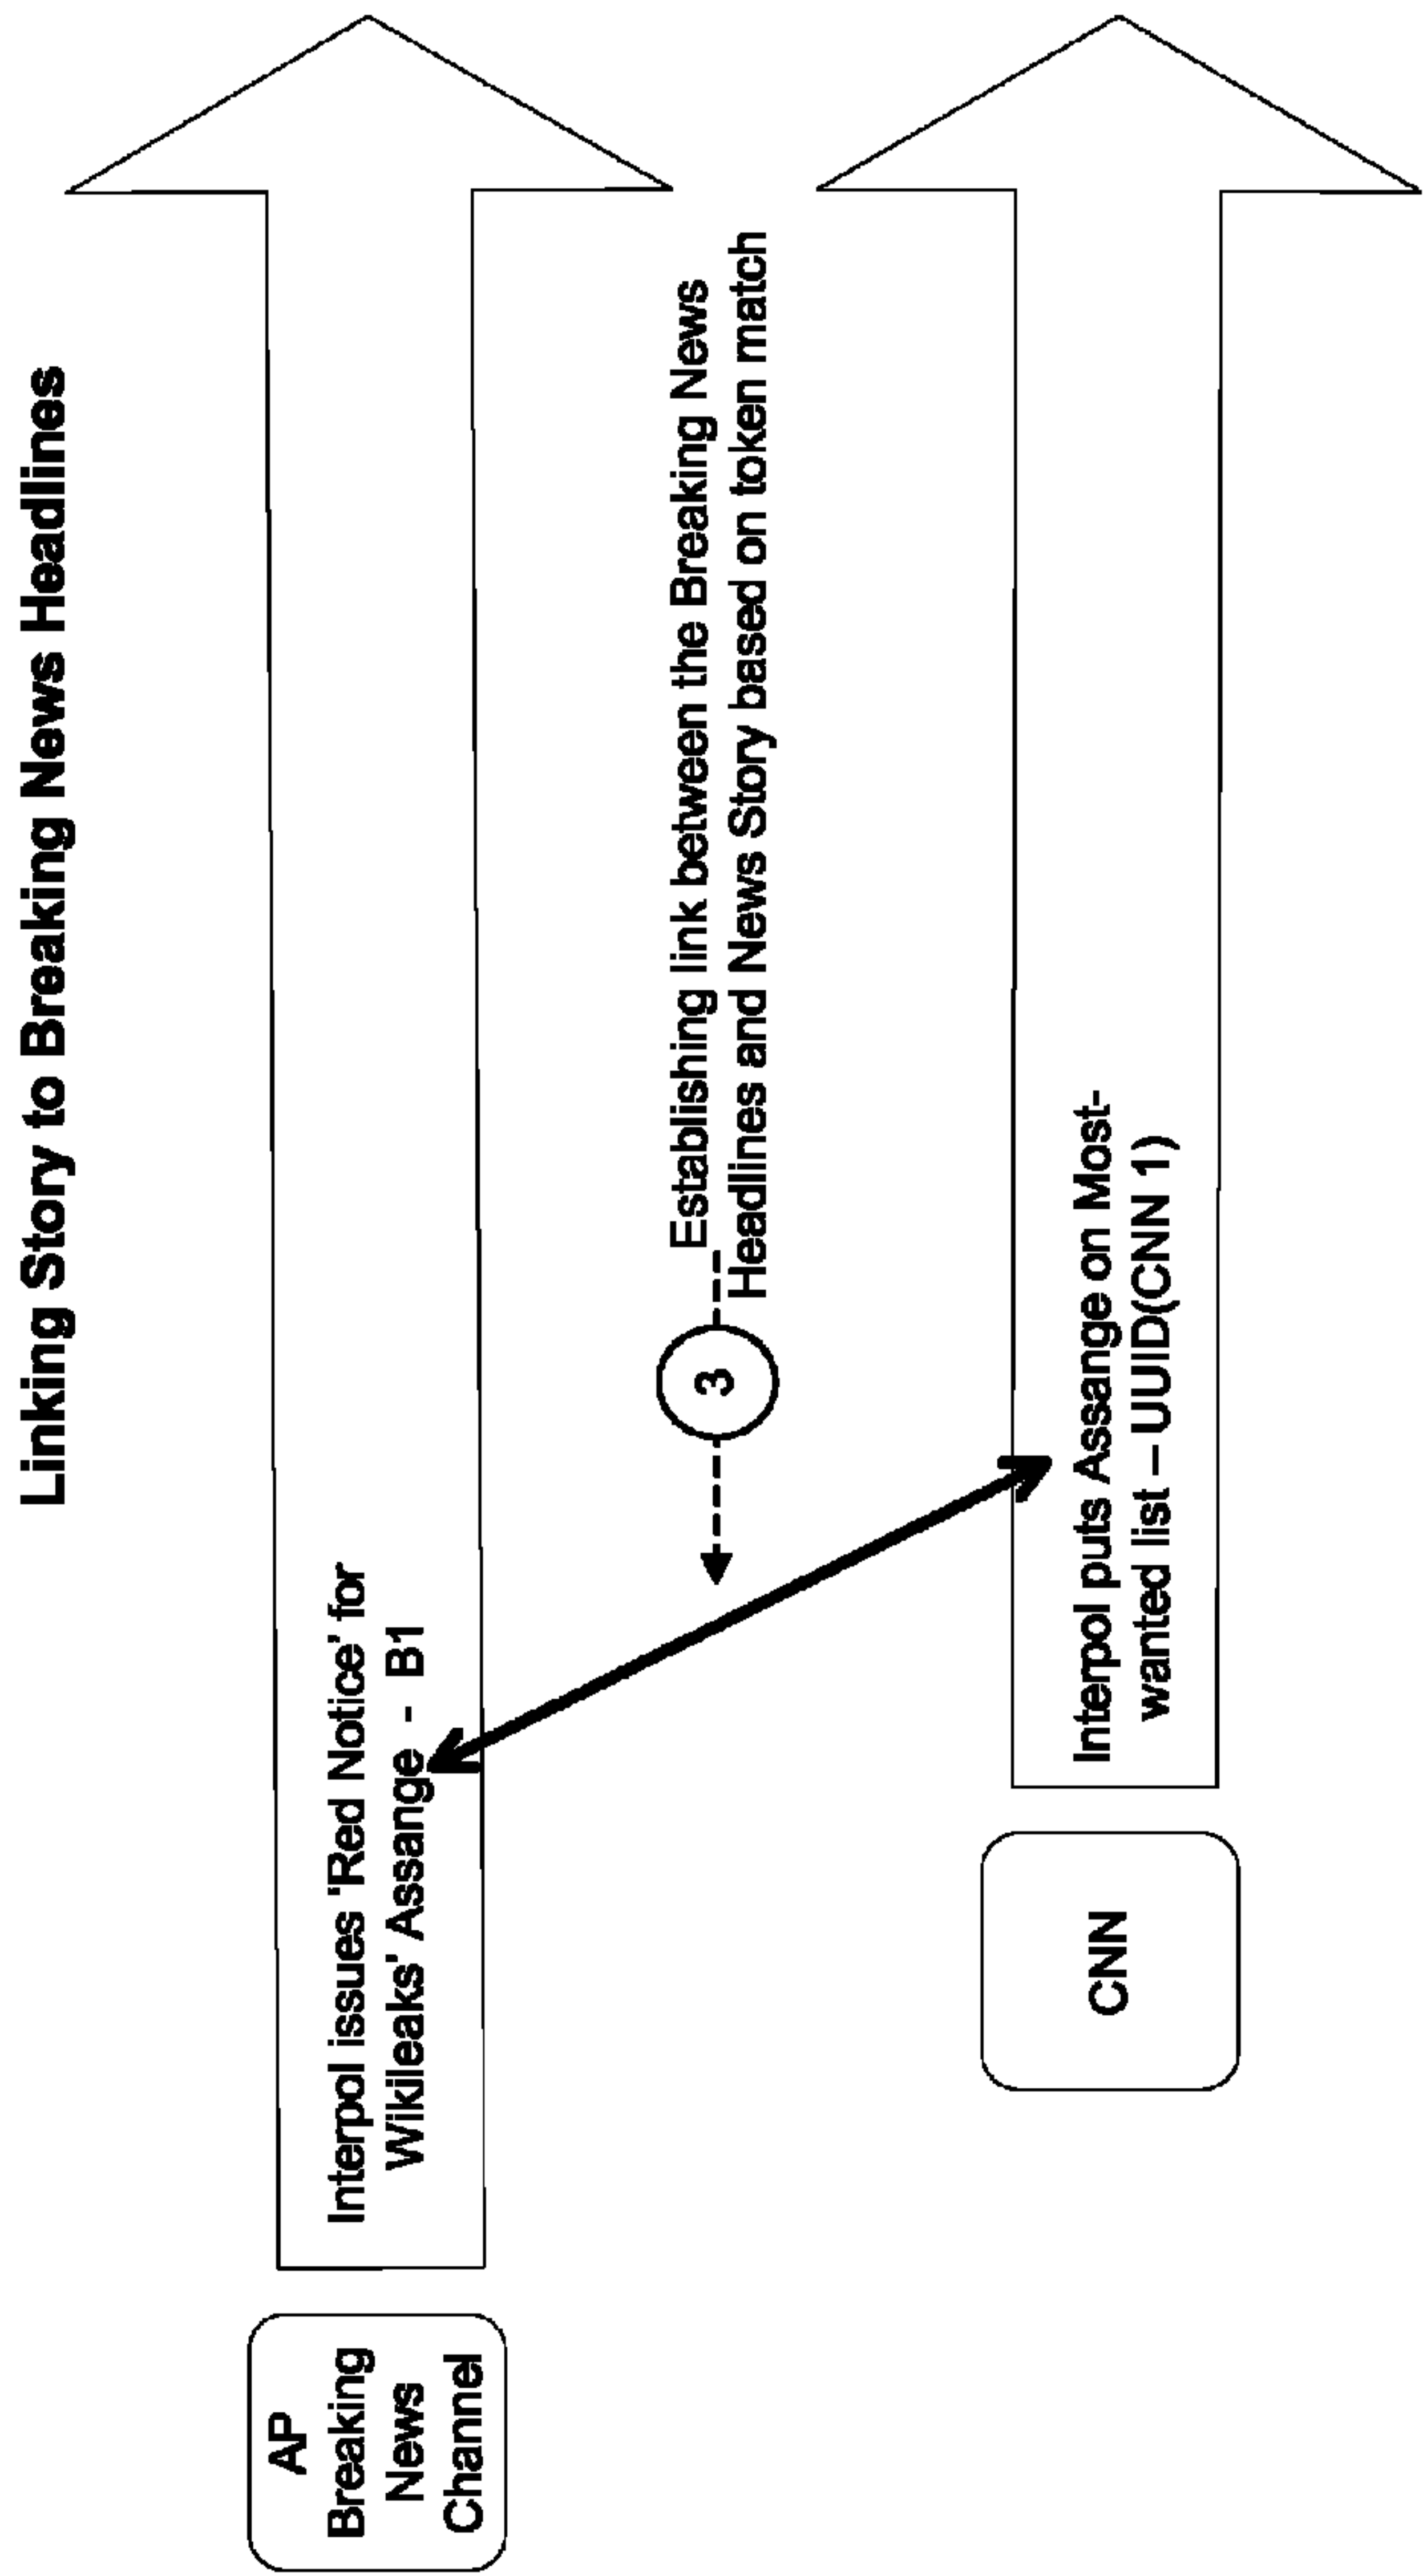 Linking Story to Breaking News Headlines
AP
Breaking
News
Channel
Interpol issues 'Red Notice' for
Wikileaks' Assange - B1
3
Establishing link between the Breaking News
Headlines and News Story based on token match
CNN
Interpol puts Assange on Most-
wanted list – UUID(CNN 1)